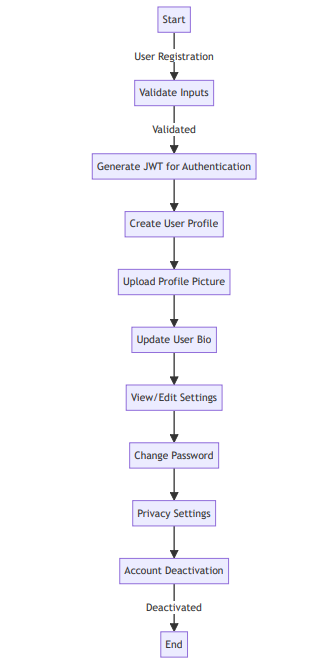 Start
User Registration
Validate Inputs
Validated
Generate JWT for Authentication
Create User Profile
Upload Profile Picture
Update User Bio
View/Edit Settings
Change Password
Privacy Settings
Account Deactivation
Deactivated
End